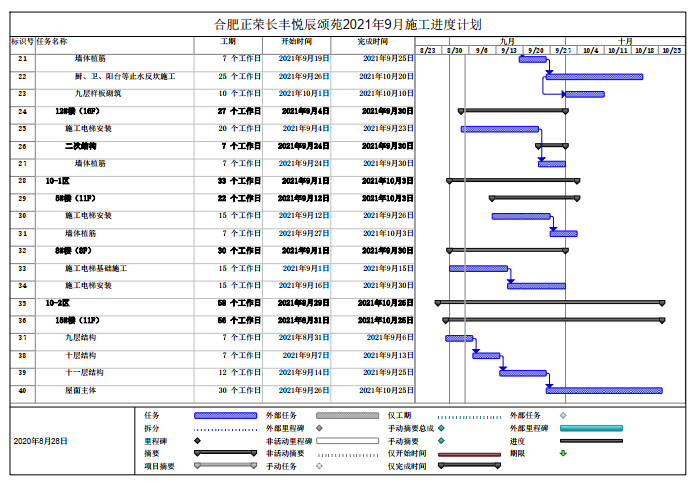 合肥正荣长丰悦辰颂苑2021年9月施工进度计划
标识号 任务名称 工期 开始时间 完成时间 九月 十月
8/23 8/30 9/6 9/13 9/20 9/27 10/4 10/11 10/18 10/25
21 墙体植筋 7 个工作日 2021年9月19日 2021年9月25日
22 厨、卫、阳台等止水反坎施工 25 个工作日 2021年9月26日 2021年10月20日
23 九层样板砌筑 10 个工作日 2021年10月1日 2021年10月10日
24 12#楼（16F） 27 个工作日 2021年9月4日 2021年9月30日
25 施工电梯安装 20 个工作日 2021年9月4日 2021年9月23日
26 二次结构 7 个工作日 2021年9月24日 2021年9月30日
27 墙体植筋 7 个工作日 2021年9月24日 2021年9月30日
28 10-1区 33 个工作日 2021年9月1日 2021年10月3日
29 5#楼（11F） 22 个工作日 2021年9月12日 2021年10月3日
30 施工电梯安装 15 个工作日 2021年9月12日 2021年9月26日
31 墙体植筋 7 个工作日 2021年9月27日 2021年10月3日
32 8#楼（8F） 30 个工作日 2021年9月1日 2021年9月30日
33 施工电梯基础施工 15 个工作日 2021年9月1日 2021年9月15日
34 施工电梯安装 15 个工作日 2021年9月16日 2021年9月30日
35 10-2区 58 个工作日 2021年8月29日 2021年10月25日
36 15#楼（11F） 56 个工作日 2021年8月31日 2021年10月25日
37 九层结构 7 个工作日 2021年8月31日 2021年9月6日
38 十层结构 7 个工作日 2021年9月7日 2021年9月13日
39 十一层结构 12 个工作日 2021年9月14日 2021年9月25日
40 屋面主体 30 个工作日 2021年9月26日 2021年10月25日
任务 外部任务 仅工期 外部任务
拆分 外部里程碑 手动摘要总成 外部里程碑
里程碑 非活动里程碑 手动摘要 进度
摘要 非活动摘要 仅开始时间 期限
项目摘要 手动任务 仅完成时间
2020年8月28日